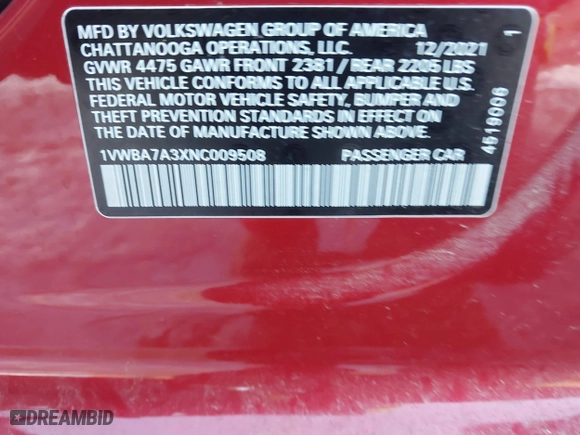 MFD BY VOLKSWAGEN GROUP OF AMERICA
CHATTANOOGA OPERATIONS, LLC. 12/2021
GVWR 4475 GAWR FRONT 2381 / REAR 2205 LBS
THIS VEHICLE CONFORMS TO ALL APPLICABLE U.S.
FEDERAL MOTOR VEHICLE SAFETY, BUMPER AND
THEFT PREVENTION STANDARDS IN EFFECT ON
THE DATE OF MANUFACTURE.
1VWBA7A3XNC009508 PASSENGER CAR
1
4519006
DREAMBID